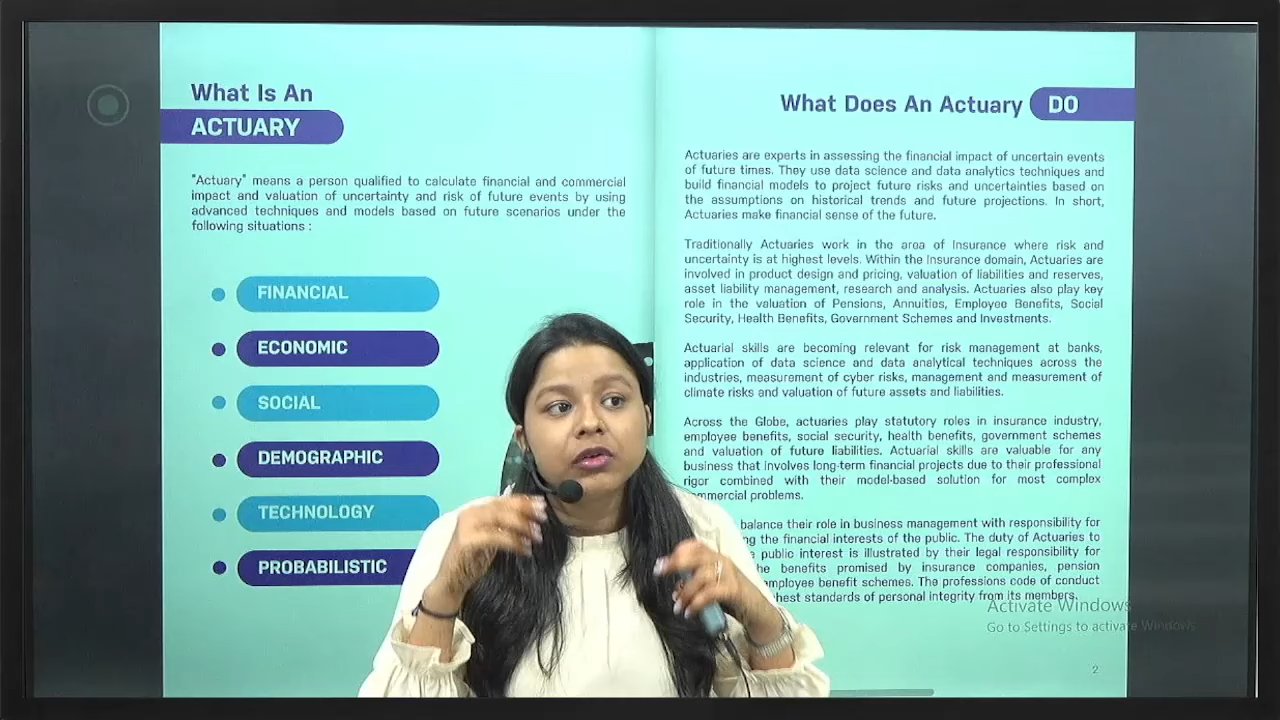 What Is An
ACTUARY
"Actuary" means a person qualified to calculate financial and commercial
impact and valuation of uncertainty and risk of future events by using
advanced techniques and models based on future scenarios under the
following situations :
FINANCIAL
ECONOMIC
SOCIAL
DEMOGRAPHIC
TECHNOLOGY
PROBABILISTIC
What Does An Actuary DO
Actuaries are experts in assessing the financial impact of uncertain events
of future times. They use data science and data analytics techniques and
build financial models to project future risks and uncertainties based on
the assumptions on historical trends and future projections. In short,
Actuaries make financial sense of the future.
Traditionally Actuaries work in the area of Insurance where risk and
uncertainty is at highest levels. Within the Insurance domain, Actuaries are
involved in product design and pricing, valuation of liabilities and reserves,
asset liability management, research and analysis. Actuaries also play key
role in the valuation of Pensions, Annuities, Employee Benefits, Social
Security, Health Benefits, Government Schemes and Investments.
Actuarial skills are becoming relevant for risk management at banks,
application of data science and data analytical techniques across the
industries, measurement of cyber risks, management and measurement of
climate risks and valuation of future assets and liabilities.
Across the Globe, actuaries play statutory roles in insurance industry,
employee benefits, social security, health benefits, government schemes
and valuation of future liabilities. Actuarial skills are valuable for any
business that involves long-term financial projects due to their professional
rigor combined with their model-based solution for most complex
mmercial problems.
balance their role in business management with responsibility for
the financial interests of the public. The duty of Actuaries to
public interest is illustrated by their legal responsibility for
benefits promised by insurance companies, pension
employee benefit schemes. The professions code of conduct
hest standards of personal integrity from its members.
Activate Windows
Go to Settings to activate Windows
2